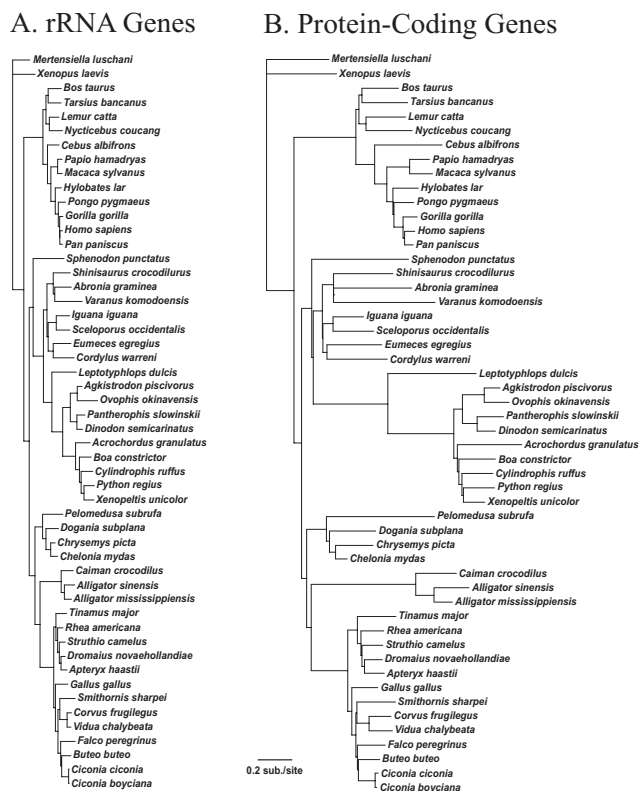 A. rRNA Genes
Mertensiella luschani
Xenopus laevis
Bos taurus
Tarsius bancanus
Lemur catta
Nycticebus coucang
Cebus albifrons
Papio hamadryas
Macaca sylvanus
Hylobates lar
Pongo pygmaeus
Gorilla gorilla
Homo sapiens
Pan paniscus
Sphenodon punctatus
Shinisaurus crocodilurus
Abronia graminea
Varanus komodoensis
Iguana iguana
Sceloporus occidentalis
Eumeces egregius
Cordylus warreni
Leptotyphlops dulcis
Agkistrodon piscivorus
Ovophis okinavensis
Pantherophis slowinskii
Dinodon semicarinatus
Acrochordus granulatus
Boa constrictor
Cylindrophis ruffus
Python regius
Xenopeltis unicolor
Pelomedusa subrufa
Dogania subplana
Chrysemys picta
Chelonia mydas
Caiman crocodilus
Alligator sinensis
Alligator mississippiensis
Tinamus major
Rhea americana
Struthio camelus
Dromaius novaehollandiae
Apteryx haastii
Gallus gallus
Smithornis sharpei
Corvus frugilegus
Vidua chalybeata
Falco peregrinus
Buteo buteo
Ciconia ciconia
Ciconia boyciana
B. Protein-Coding Genes
Mertensiella luschani
Xenopus laevis
Bos taurus
Tarsius bancanus
Lemur catta
Nycticebus coucang
Cebus albifrons
Papio hamadryas
Macaca sylvanus
Hylobates lar
Pongo pygmaeus
Gorilla gorilla
Homo sapiens
Pan paniscus
Sphenodon punctatus
Shinisaurus crocodilurus
Abronia graminea
Varanus komodoensis
Iguana iguana
Sceloporus occidentalis
Eumeces egregius
Cordylus warreni
Leptotyphlops dulcis
Agkistrodon piscivorus
Ovophis okinavensis
Pantherophis slowinskii
Dinodon semicarinatus
Acrochordus granulatus
Boa constrictor
Cylindrophis ruffus
Python regius
Xenopeltis unicolor
Pelomedusa subrufa
Dogania subplana
Chrysemys picta
Chelonia mydas
Caiman crocodilus
Alligator sinensis
Alligator mississippiensis
Tinamus major
Rhea americana
Struthio camelus
Dromaius novaehollandiae
Apteryx haastii
Gallus gallus
Smithornis sharpei
Corvus frugilegus
Vidua chalybeata
Falco peregrinus
Buteo buteo
Ciconia ciconia
Ciconia boyciana
0.2 sub./site